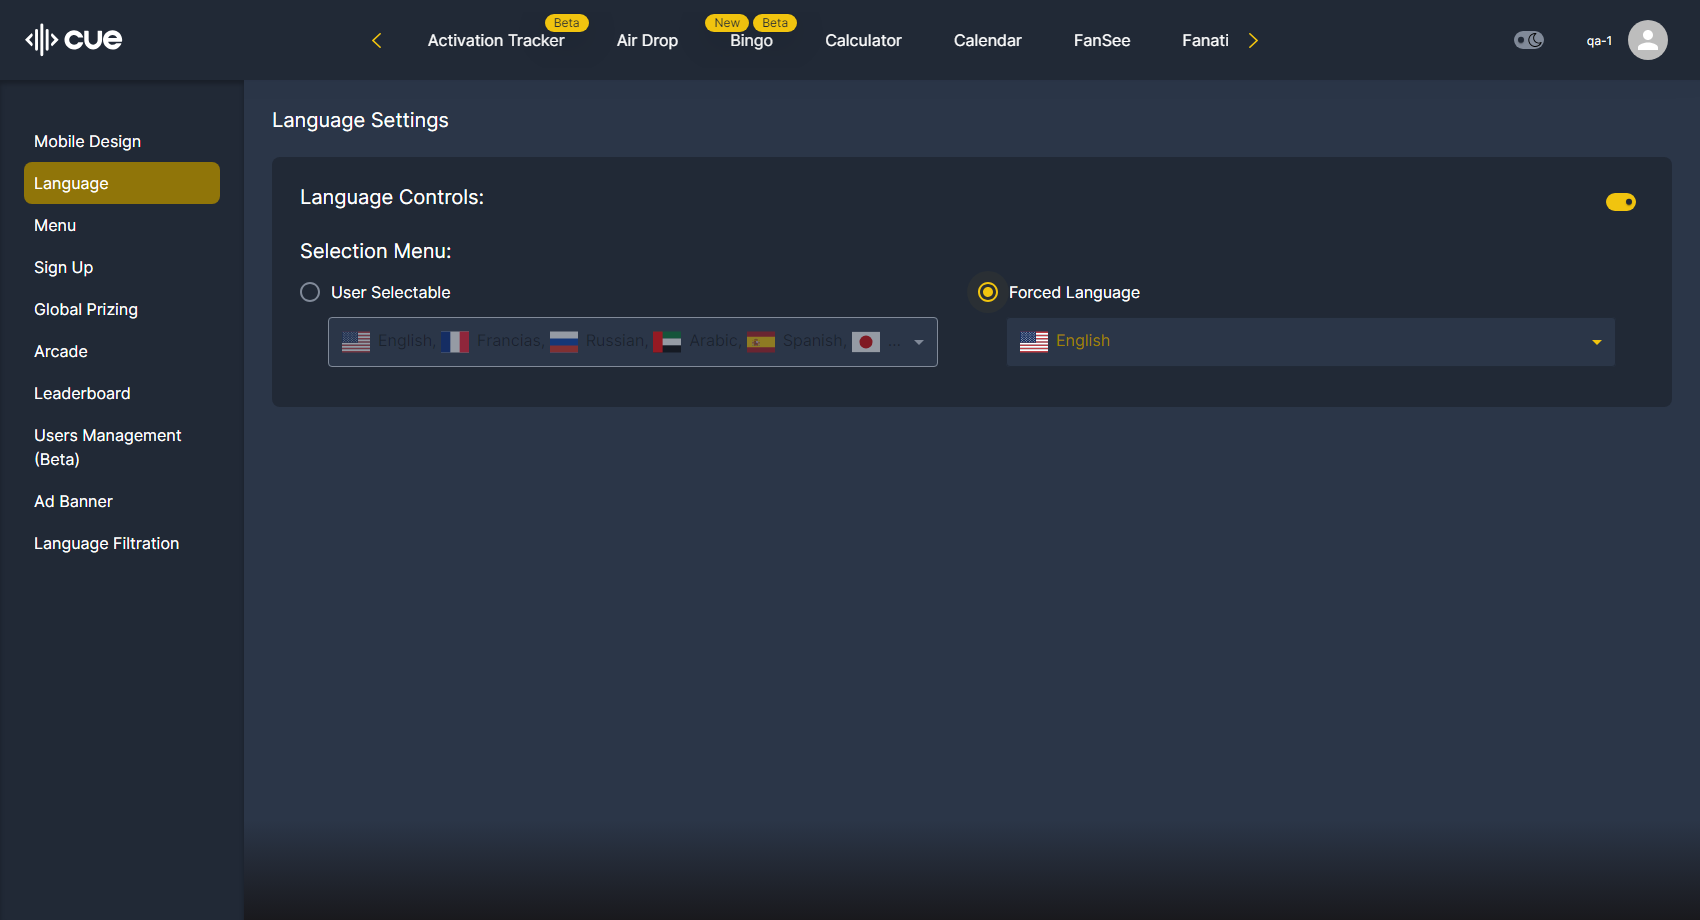 cue
Activation Tracker
Beta
Air Drop
Bingo
New
Beta
Calculator
Calendar
FanSee
Fanati
qa-1
Mobile Design
Language
Menu
Sign Up
Global Prizing
Arcade
Leaderboard
Users Management
(Beta)
Ad Banner
Language Filtration
Language Settings
Language Controls:
Selection Menu:
User Selectable
English, Francias, Russian, Arabic, Spanish, ...
Forced Language
English